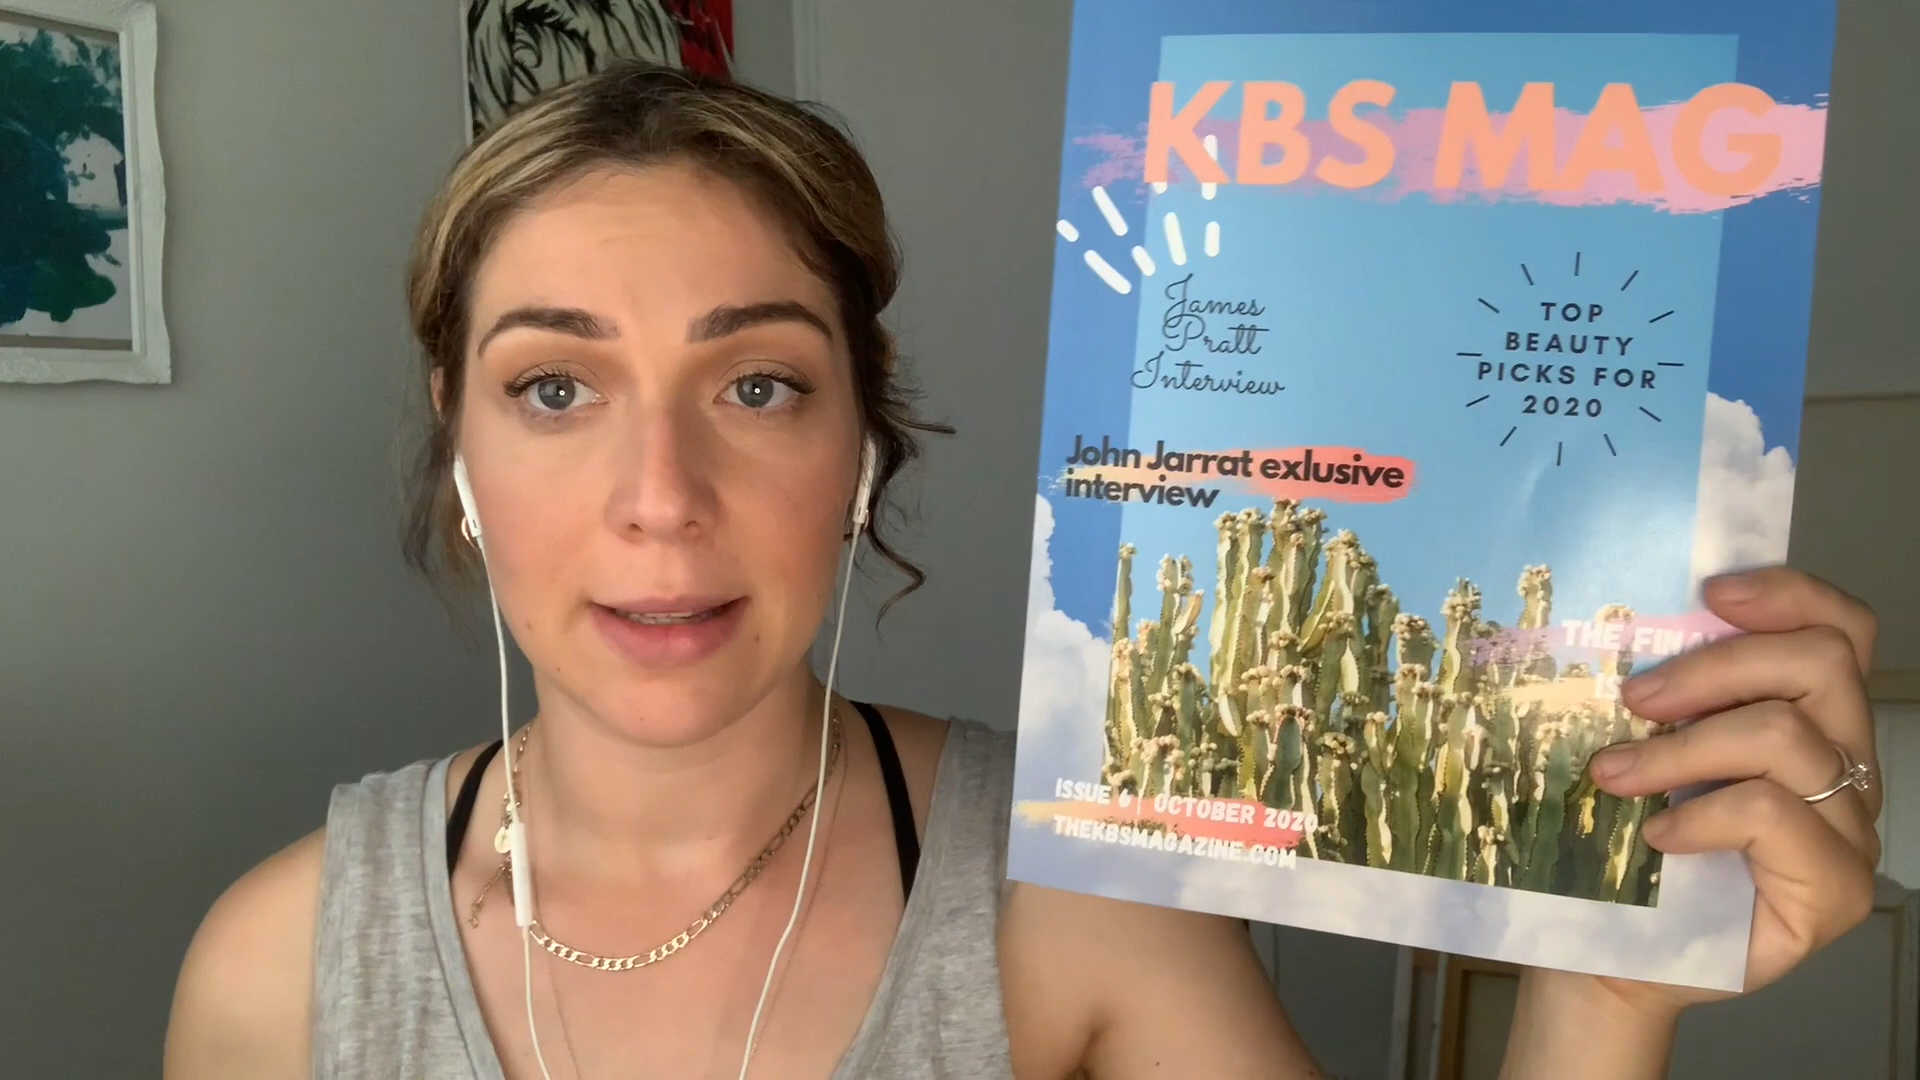 KBS MAG
James
Pratt
Interview
TOP
BEAUTY
PICKS FOR
2020
John Jarrat exlusive
interview
THE FINAL
ISSUE 6 | OCTOBER 2020
THEKBSMAGAZINE.COM